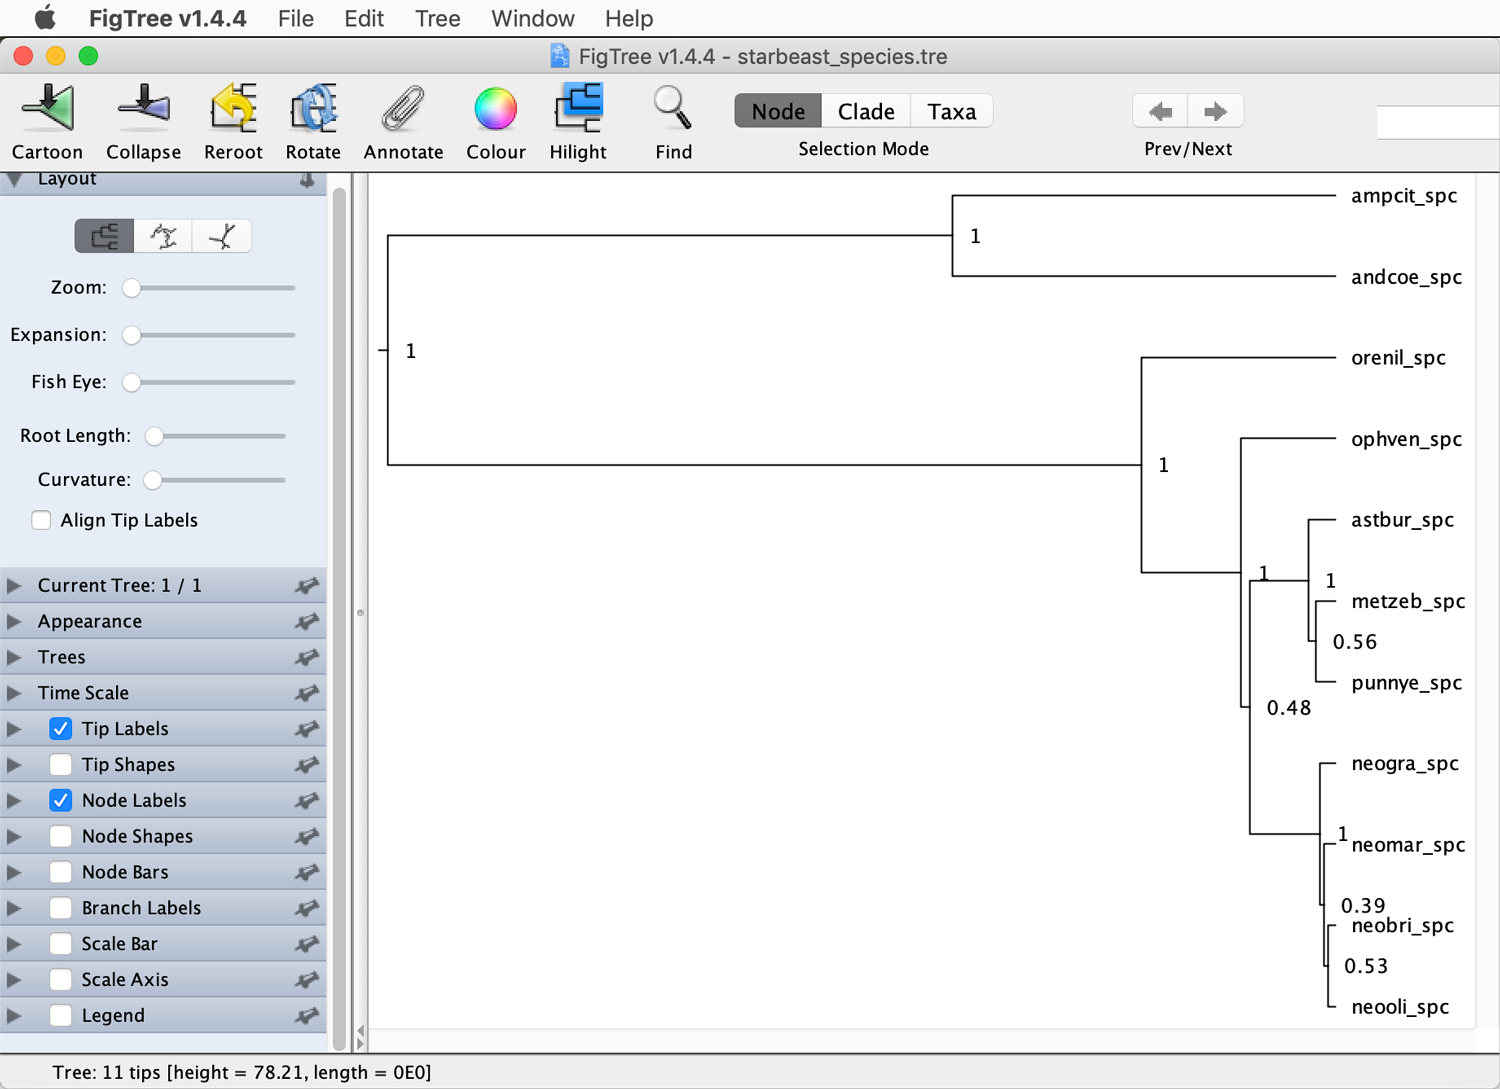 FigTree v1.4.4 File Edit Tree Window Help
FigTree v1.4.4 - starbeast_species.tre
Cartoon Collapse Reroot Rotate Annotate Colour Hilight Find
Node Clade Taxa
Selection Mode
Prev/Next
Layout
Zoom:
Expansion:
Fish Eye:
Root Length:
Curvature:
Align Tip Labels
Current Tree: 1 / 1
Appearance
Trees
Time Scale
Tip Labels
Tip Shapes
Node Labels
Node Shapes
Node Bars
Branch Labels
Scale Bar
Scale Axis
Legend
ampcit_spc
1
andcoe_spc
1
orenil_spc
ophven_spc
1
astbur_spc
1
1
metzeb_spc
0.56
punnye_spc
0.48
neogra_spc
1
neomar_spc
0.39
neobri_spc
0.53
neooli_spc
Tree: 11 tips [height = 78.21, length = 0E0]